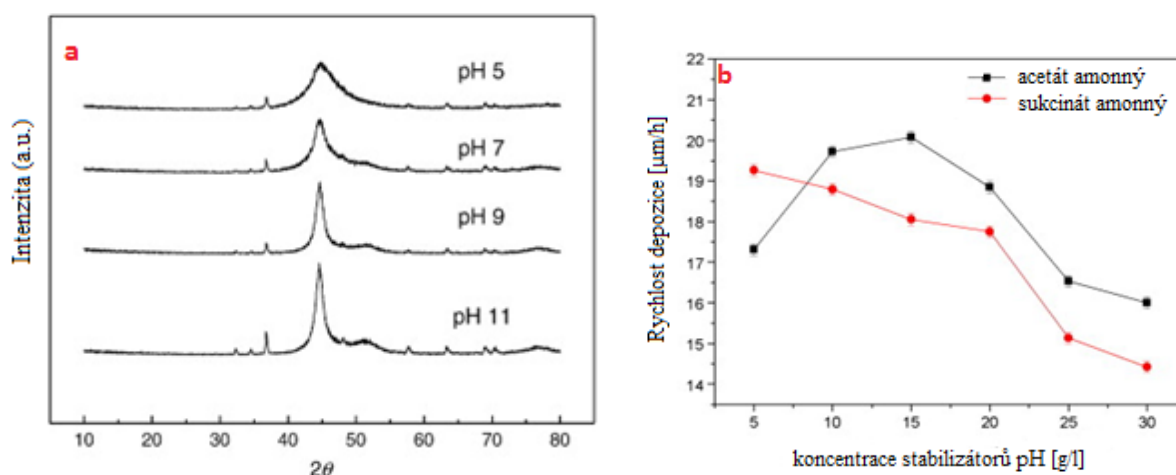 a
pH 5
pH 7
pH 9
pH 11
Intenzita (a.u.)
10 20 30 40 50 60 70 80
2θ
b
acetát amonný
sukcinát amonný
22
21
20
19
18
17
16
15
14
Rychlost depozice [µm/h]
5 10 15 20 25 30
koncentrace stabilizátorů pH [g/l]